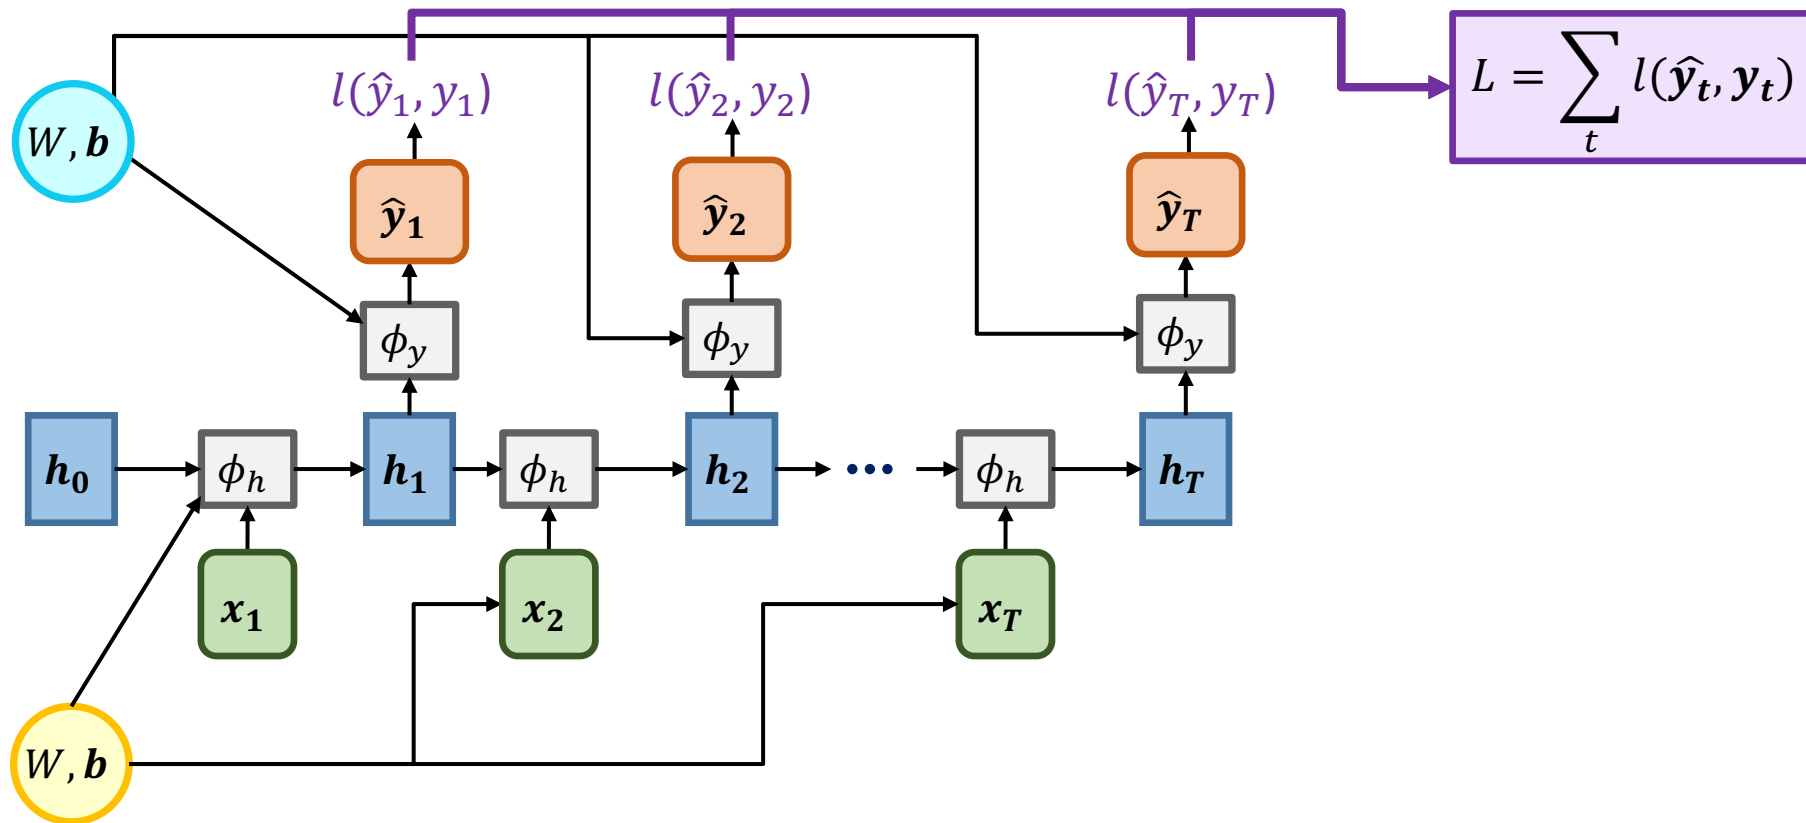 l(ŷ₁, y₁)
l(ŷ₂, y₂)
l(ŷ_T, y_T)
L = ∑_t l(ŷ_t, y_t)
W, b
ŷ₁
ŷ₂
ŷ_T
ϕ_y
ϕ_y
ϕ_y
h₀
ϕ_h
h₁
ϕ_h
h₂
•••
ϕ_h
h_T
x₁
x₂
x_T
W, b